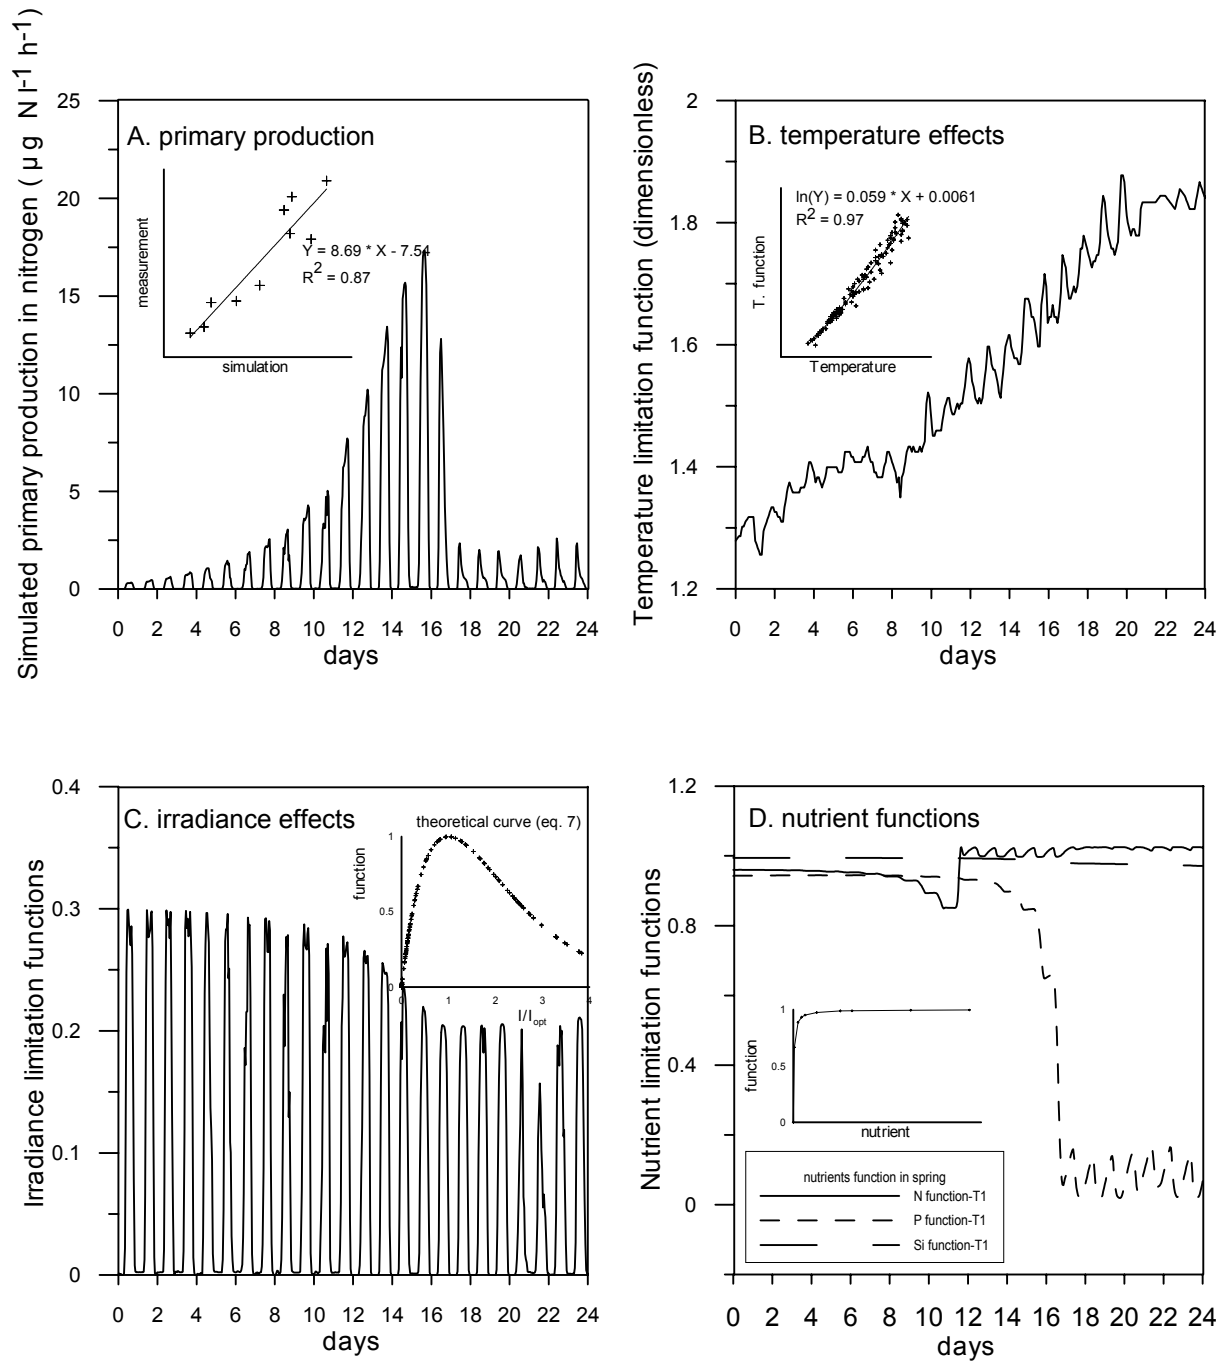 Simulated primary production in nitrogen ( µ g N l-1 h-1)
25
20
15
10
5
0
A. primary production
measurement
Y = 8.69 * X - 7.54
R2 = 0.87
simulation
0 2 4 6 8 10 12 14 16 18 20 22 24
days
Temperature limitation function (dimensionless)
2
1.8
1.6
1.4
1.2
B. temperature effects
ln(Y) = 0.059 * X + 0.0061
R2 = 0.97
T. function
Temperature
0 2 4 6 8 10 12 14 16 18 20 22 24
days
Irradiance limitation functions
0.4
0.3
0.2
0.1
0
C. irradiance effects
theoretical curve (eq. 7)
function
1
0.5
0
0 1 2 3 4
I/Iopt
0 2 4 6 8 10 12 14 16 18 20 22 24
days
Nutrient limitation functions
1.2
0.8
0.4
0
D. nutrient functions
function
1
0.5
0
nutrient
nutrients function in spring
N function-T1
P function-T1
Si function-T1
0 2 4 6 8 10 12 14 16 18 20 22 24
days